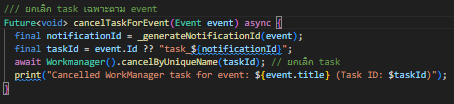 /// ยกเลิก task เฉพาะตาม event
Future<void> cancelTaskForEvent(Event event) async {
  final notificationId = _generateNotificationId(event);
  final taskId = event.Id ?? "task_${notificationId}";
  await Workmanager().cancelByUniqueName(taskId); // ยกเลิก task
  print("Cancelled WorkManager task for event: ${event.title} (Task ID: $taskId)");
}